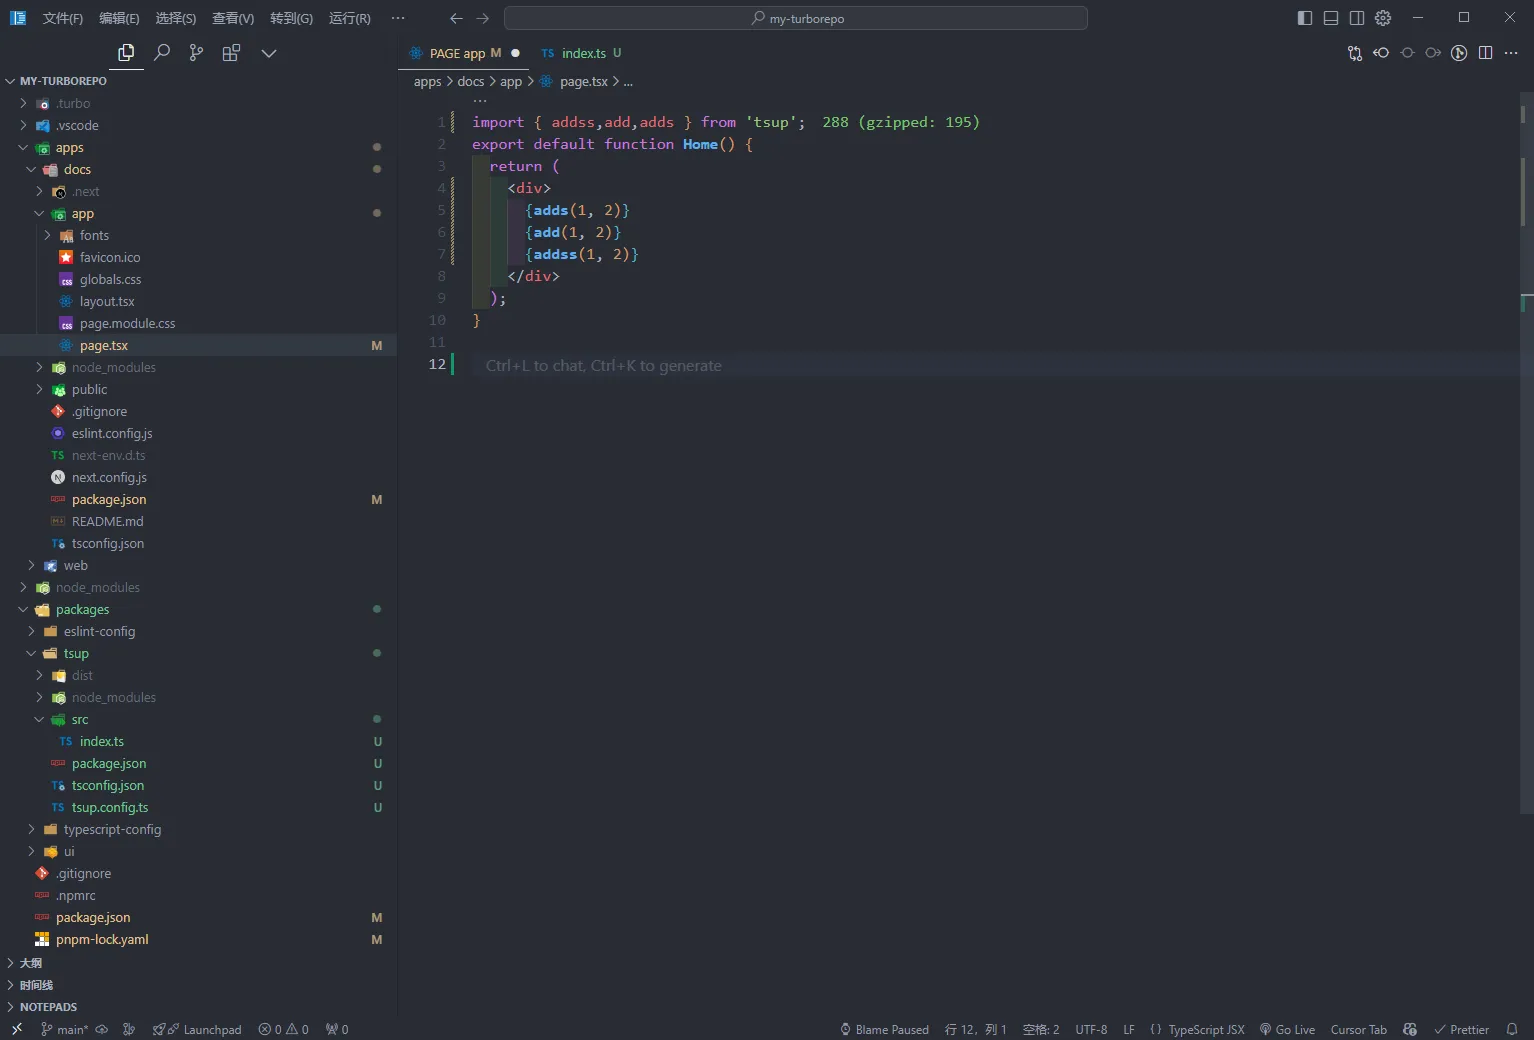 文件(F) 编辑(E) 选择(S) 查看(V) 转到(G) 运行(R) ··· my-turborepo
MY-TURBOREPO
.turbo
.vscode
apps
docs
.next
app
fonts
favicon.ico
globals.css
layout.tsx
page.module.css
page.tsx M
node_modules
public
.gitignore
eslint.config.js
next-env.d.ts
next.config.js
package.json M
README.md
tsconfig.json
web
node_modules
packages
eslint-config
tsup
dist
node_modules
src
index.ts U
package.json U
tsconfig.json U
tsup.config.ts U
typescript-config
ui
.gitignore
.npmrc
package.json M
pnpm-lock.yaml M
大纲
时间线
NOTEPADS
PAGE app M ● TS index.ts U
apps > docs > app > page.tsx > ...
···
1 import { addss,add,adds } from 'tsup'; 288 (gzipped: 195)
2 export default function Home() {
3 return (
4 <div>
5 {adds(1, 2)}
6 {add(1, 2)}
7 {addss(1, 2)}
8 </div>
9 );
10 }
11
12 Ctrl+L to chat, Ctrl+K to generate
main* Launchpad 0 0 0 Blame Paused 行 12，列 1 空格: 2 UTF-8 LF {} TypeScript JSX Go Live Cursor Tab Prettier